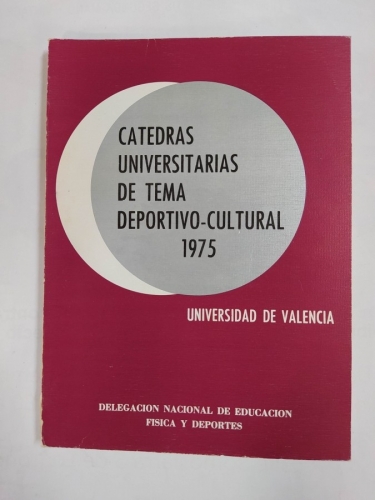 CATEDRAS
UNIVERSITARIAS
DE TEMA
DEPORTIVO-CULTURAL
1975
UNIVERSIDAD DE VALENCIA
DELEGACION NACIONAL DE EDUCACION
FISICA Y DEPORTES